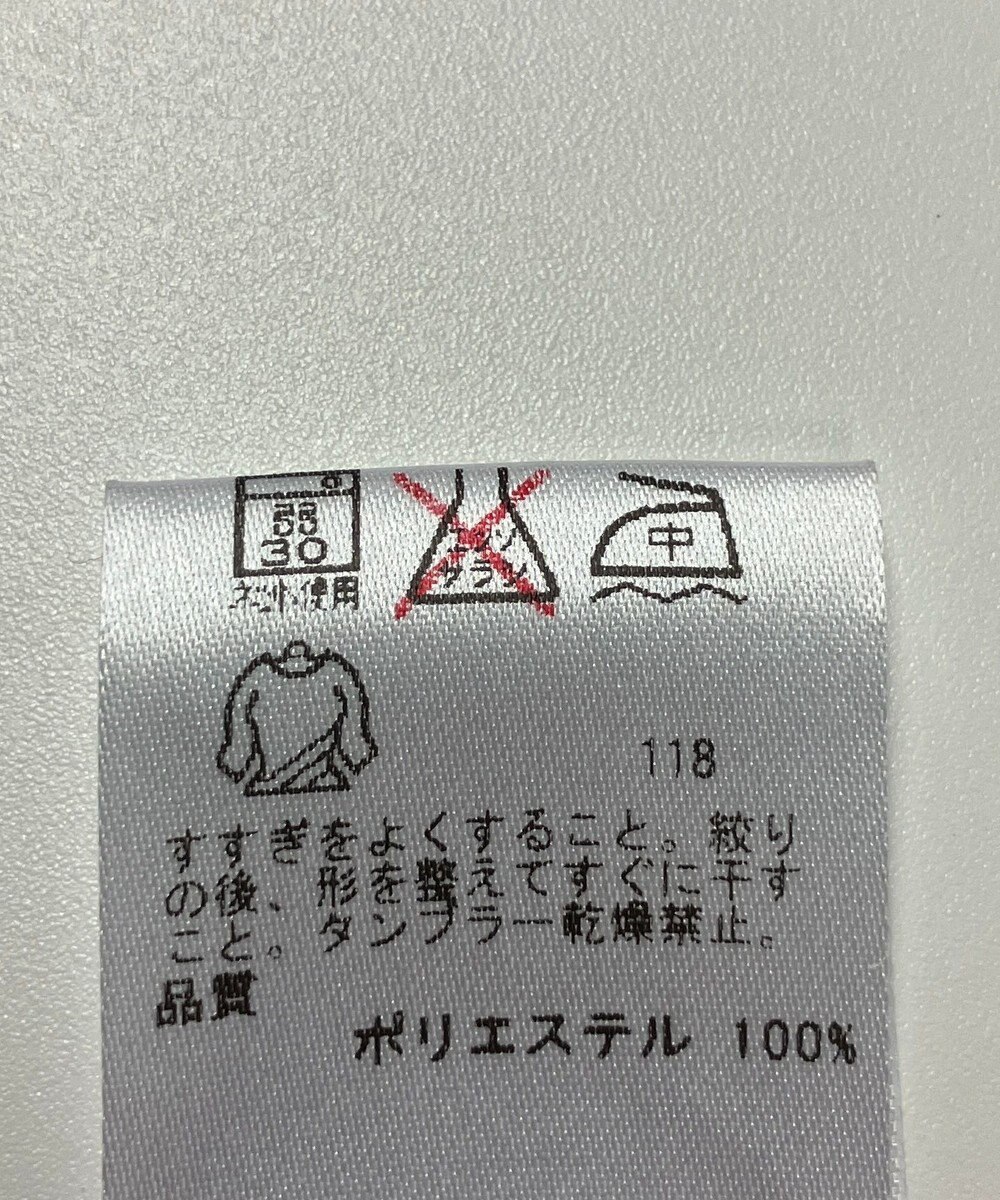 弱
30
ネット使用
エンソ
サラシ
中
118
すすぎをよくすること。絞り
の後、形を整えてすぐに干す
こと。タンブラー乾燥禁止。
品質
ポリエステル 100%